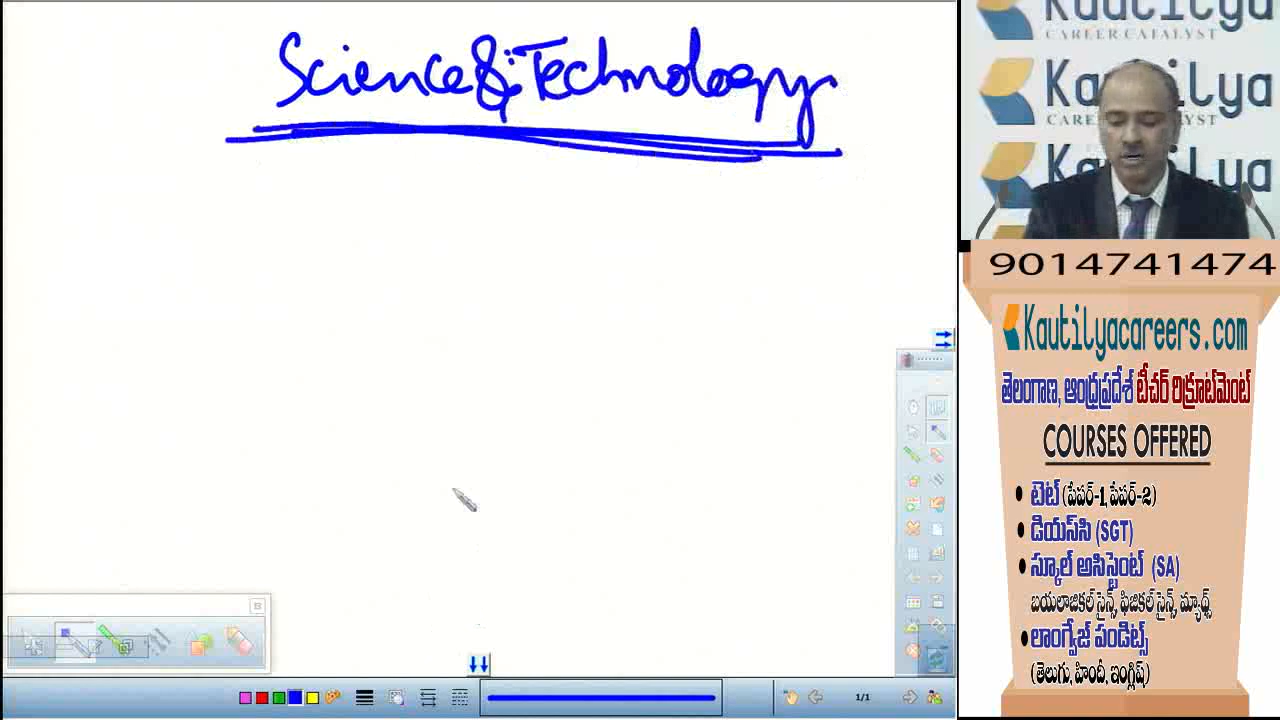 Science & Technology
Kautilya
CAREER CATALYST
Kautilya
CAREER CATALYST
Kautilya
9014741474
Kautilyacareers.com
తెలంగాణ, ఆంధ్రప్రదేశ్ టీచర్ రిక్రూట్‌మెంట్
COURSES OFFERED
• టెట్ (పేపర్-1, పేపర్-2)
• డియస్‌సి (SGT)
• స్కూల్ అసిస్టెంట్ (SA)
బయలాజికల్ సైన్స్, ఫిజికల్ సైన్స్, మ్యాథ్స్
• లాంగ్వేజ్ పండిట్స్
(తెలుగు, హిందీ, ఇంగ్లిష్)
1/1